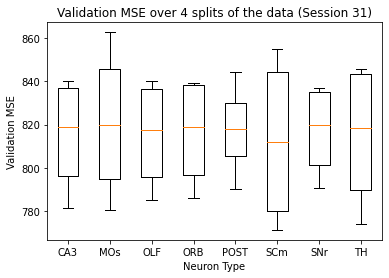 Validation MSE over 4 splits of the data (Session 31)
Validation MSE
860
840
820
800
780
CA3 MOs OLF ORB POST SCm SNr TH
Neuron Type